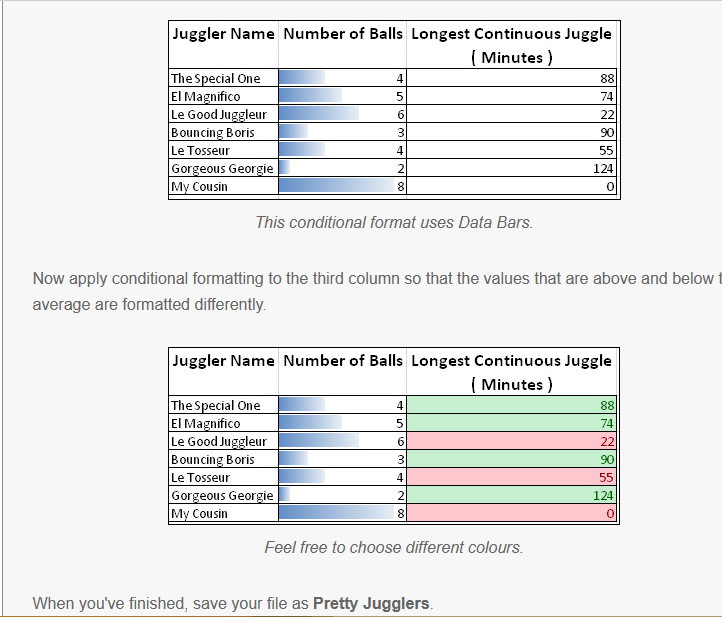 Juggler Name Number of Balls Longest Continuous Juggle
( Minutes )
The Special One 4 88
El Magnifico 5 74
Le Good Juggleur 6 22
Bouncing Boris 3 90
Le Tosseur 4 55
Gorgeous Georgie 2 124
My Cousin 8 0
This conditional format uses Data Bars.
Now apply conditional formatting to the third column so that the values that are above and below
average are formatted differently.
Juggler Name Number of Balls Longest Continuous Juggle
( Minutes )
The Special One 4 88
El Magnifico 5 74
Le Good Juggleur 6 22
Bouncing Boris 3 90
Le Tosseur 4 55
Gorgeous Georgie 2 124
My Cousin 8 0
Feel free to choose different colours.
When you've finished, save your file as Pretty Jugglers.